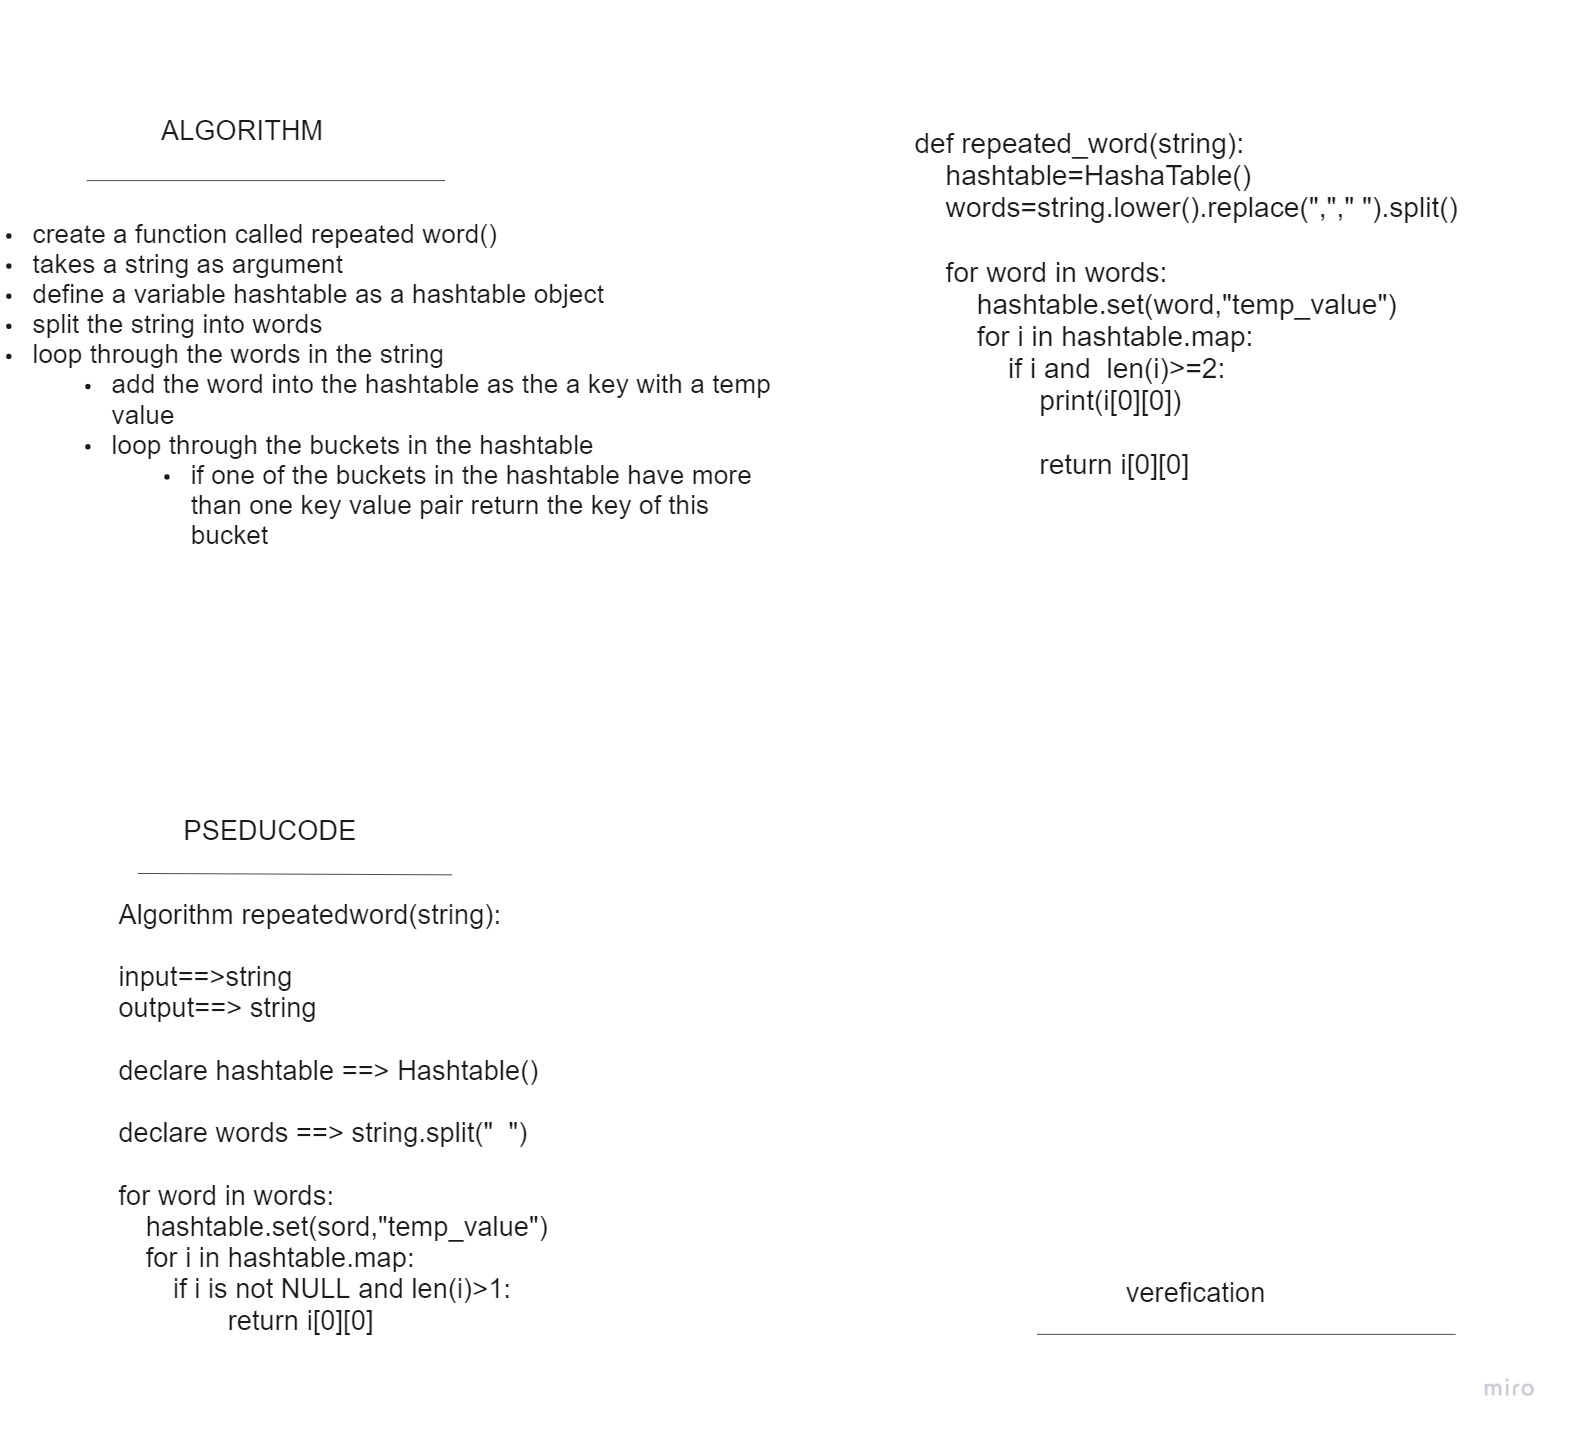 ALGORITHM
• create a function called repeated word()
• takes a string as argument
• define a variable hashtable as a hashtable object
• split the string into words
• loop through the words in the string
• add the word into the hashtable as the a key with a temp
value
• loop through the buckets in the hashtable
• if one of the buckets in the hashtable have more
than one key value pair return the key of this
bucket
def repeated_word(string):
hashtable=HashaTable()
words=string.lower().replace(","," ").split()
for word in words:
hashtable.set(word,"temp_value")
for i in hashtable.map:
if i and  len(i)>=2:
print(i[0][0])
return i[0][0]
PSEDUCODE
Algorithm repeatedword(string):
input==>string
output==> string
declare hashtable ==> Hashtable()
declare words ==> string.split("  ")
for word in words:
hashtable.set(sord,"temp_value")
for i in hashtable.map:
if i is not NULL and len(i)>1:
return i[0][0]
verefication
miro